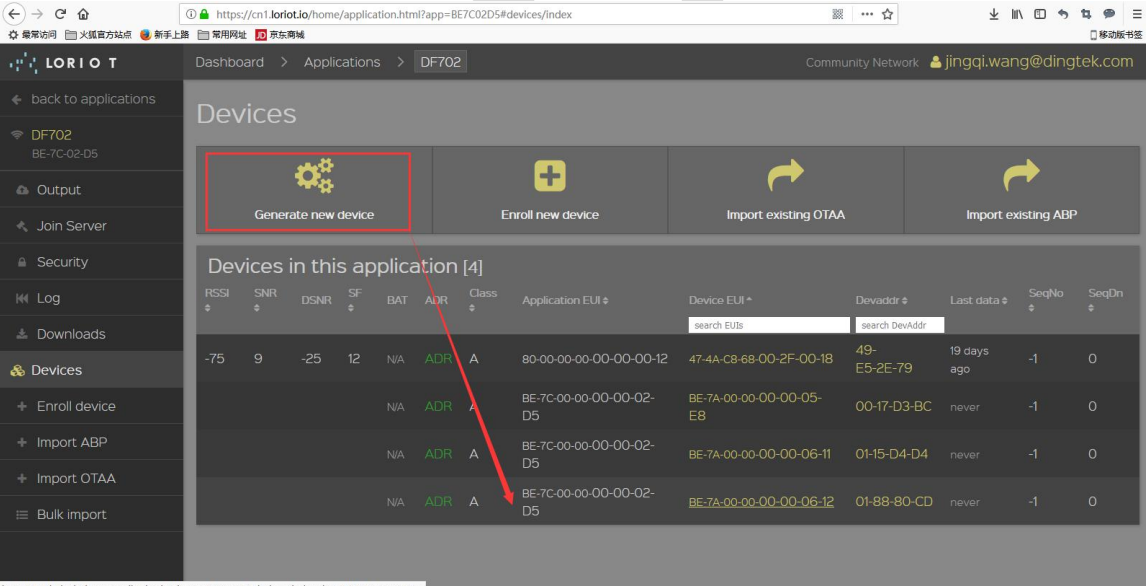 https://cn1.loriot.io/home/application.html?app=BE7C02D5#devices/index
最常访问 火狐官方站点 新手上路 常用网址 JD 京东商城 移动版书签
LORIOT
Dashboard > Applications > DF702
Community Network jingqi.wang@dingtek.com
back to applications
DF702
BE-7C-02-D5
Output
Join Server
Security
Log
Downloads
Devices
Enroll device
Import ABP
Import OTAA
Bulk import
Devices
Generate new device
Enroll new device
Import existing OTAA
Import existing ABP
Devices in this application [4]
RSSI SNR DSNR SF BAT ADR Class Application EUI Device EUI Devaddr Last data SeqNo SeqDn
search EUIs search DevAddr
-75 9 -25 12 N/A ADR A 80-00-00-00-00-00-00-12 47-4A-C8-68-00-2F-00-18 49-
E5-2E-79 19 days
ago -1 0
N/A ADR A BE-7C-00-00-00-00-02-
D5 BE-7A-00-00-00-00-05-
E8 00-17-D3-BC never -1 0
N/A ADR A BE-7C-00-00-00-00-02-
D5 BE-7A-00-00-00-00-06-11 01-15-D4-D4 never -1 0
N/A ADR A BE-7C-00-00-00-00-02-
D5 BE-7A-00-00-00-00-06-12 01-88-80-CD never -1 0